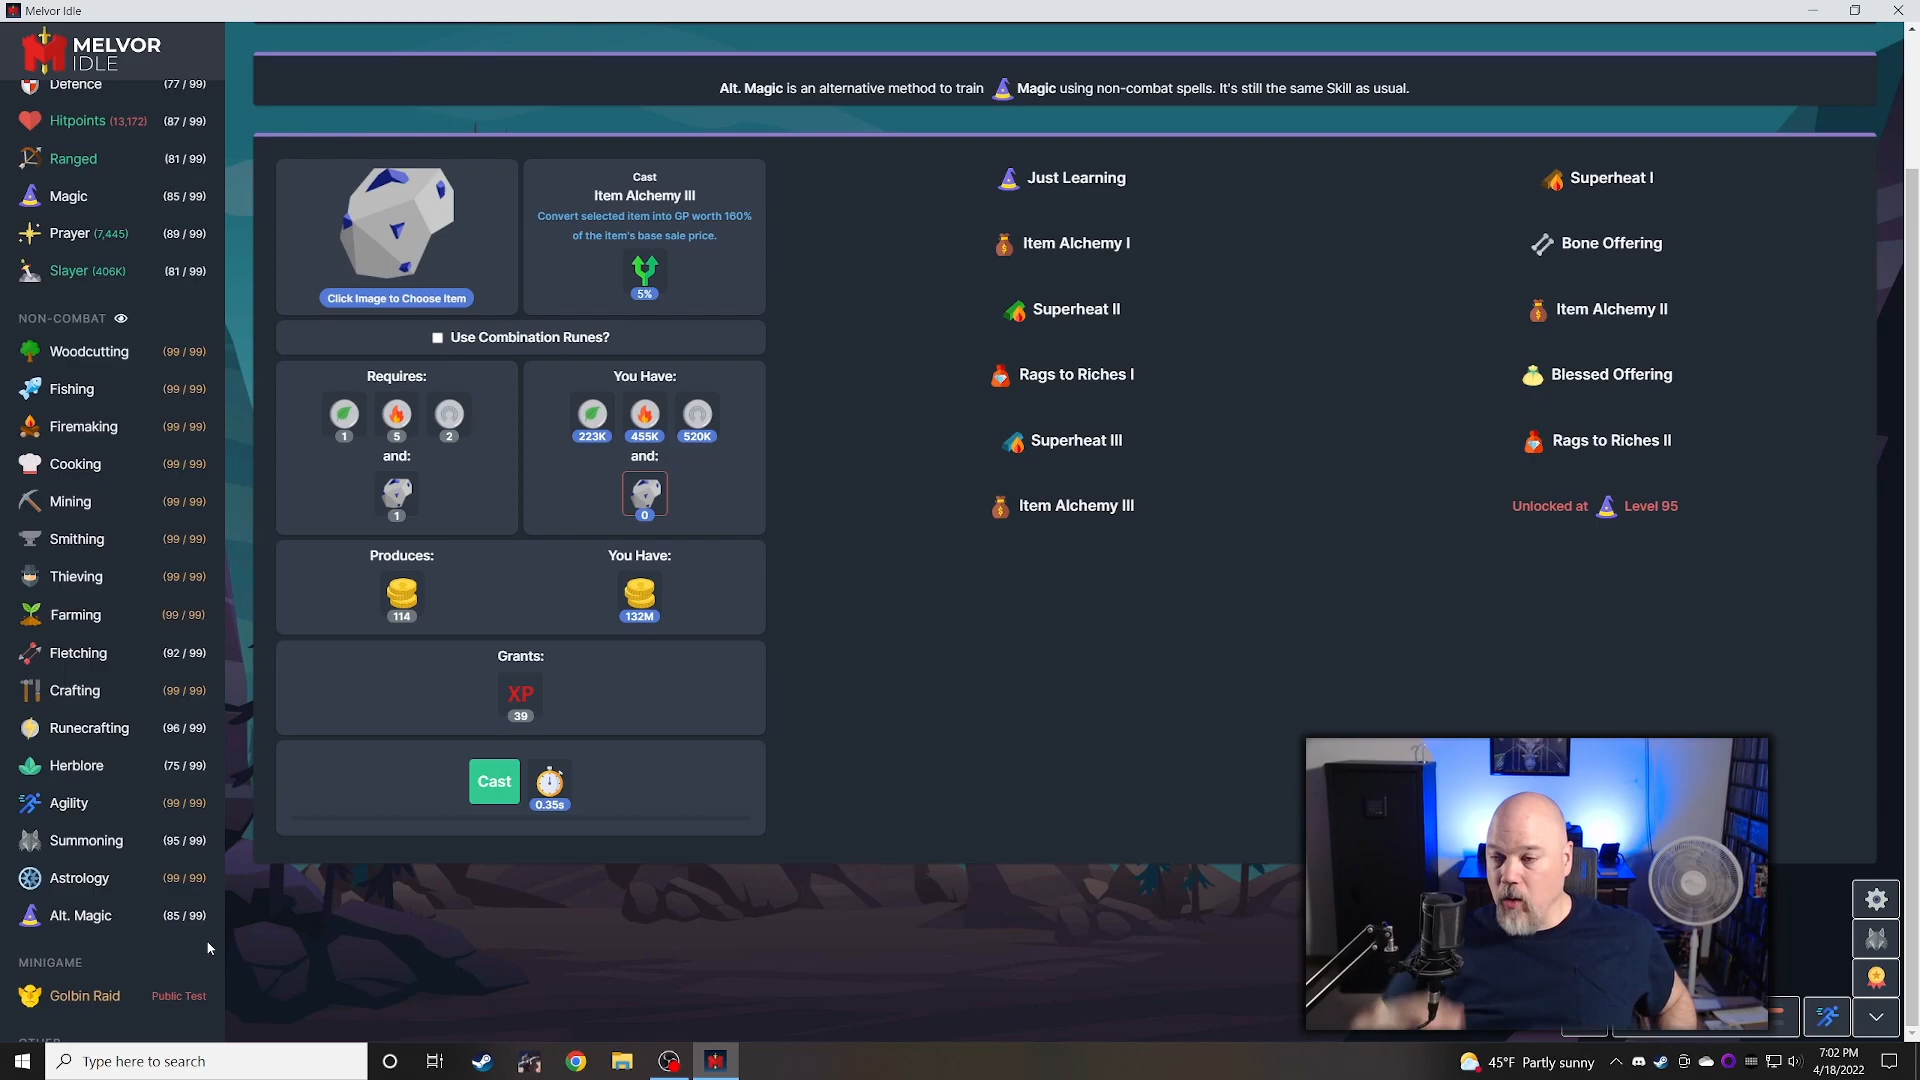 Melvor Idle
MELVOR
IDLE
Defence (77 / 99)
Hitpoints (13,172) (87 / 99)
Ranged (81 / 99)
Magic (85 / 99)
Prayer (7,445) (89 / 99)
Slayer (406K) (81 / 99)
NON-COMBAT
Woodcutting (99 / 99)
Fishing (99 / 99)
Firemaking (99 / 99)
Cooking (99 / 99)
Mining (99 / 99)
Smithing (99 / 99)
Thieving (99 / 99)
Farming (99 / 99)
Fletching (92 / 99)
Crafting (99 / 99)
Runecrafting (96 / 99)
Herblore (75 / 99)
Agility (99 / 99)
Summoning (95 / 99)
Astrology (99 / 99)
Alt. Magic (85 / 99)
MINIGAME
Golbin Raid Public Test
Alt. Magic is an alternative method to train Magic using non-combat spells. It's still the same Skill as usual.
Click Image to Choose Item
Cast
Item Alchemy III
Convert selected item into GP worth 160%
of the item's base sale price.
5%
Use Combination Runes?
Requires:
1 5 2
and:
1
You Have:
223K 455K 520K
and:
0
Produces:
114
You Have:
132M
Grants:
XP
39
Cast
0.35s
Just Learning
Superheat I
Item Alchemy I
Bone Offering
Superheat II
Item Alchemy II
Rags to Riches I
Blessed Offering
Superheat III
Rags to Riches II
Item Alchemy III
Unlocked at Level 95
Type here to search
45°F Partly sunny
7:02 PM
4/18/2022